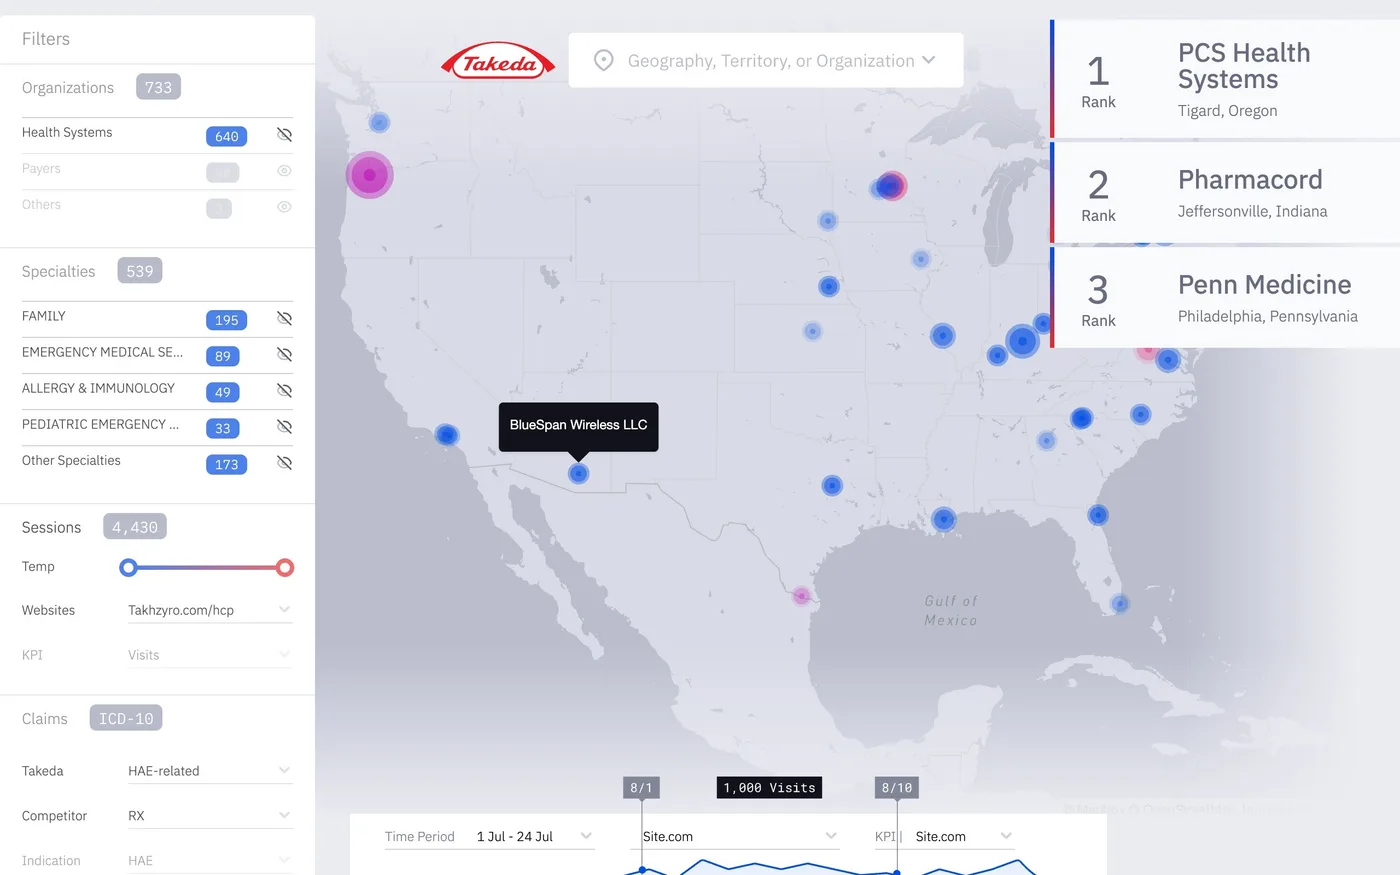 Filters
Organizations 733
Health Systems 640
Payers
Others
Specialties 539
FAMILY 195
EMERGENCY MEDICAL SE... 89
ALLERGY & IMMUNOLOGY 49
PEDIATRIC EMERGENCY ... 33
Other Specialties 173
Sessions 4,430
Temp
Websites Takhzyro.com/hcp
KPI Visits
Claims ICD-10
Takeda HAE-related
Competitor RX
Indication HAE
Takeda
Geography, Territory, or Organization
BlueSpan Wireless LLC
Gulf of
Mexico
1
Rank
PCS Health
Systems
Tigard, Oregon
2
Rank
Pharmacord
Jeffersonville, Indiana
3
Rank
Penn Medicine
Philadelphia, Pennsylvania
8/1 1,000 Visits 8/10
Time Period 1 Jul - 24 Jul Site.com KPI | Site.com